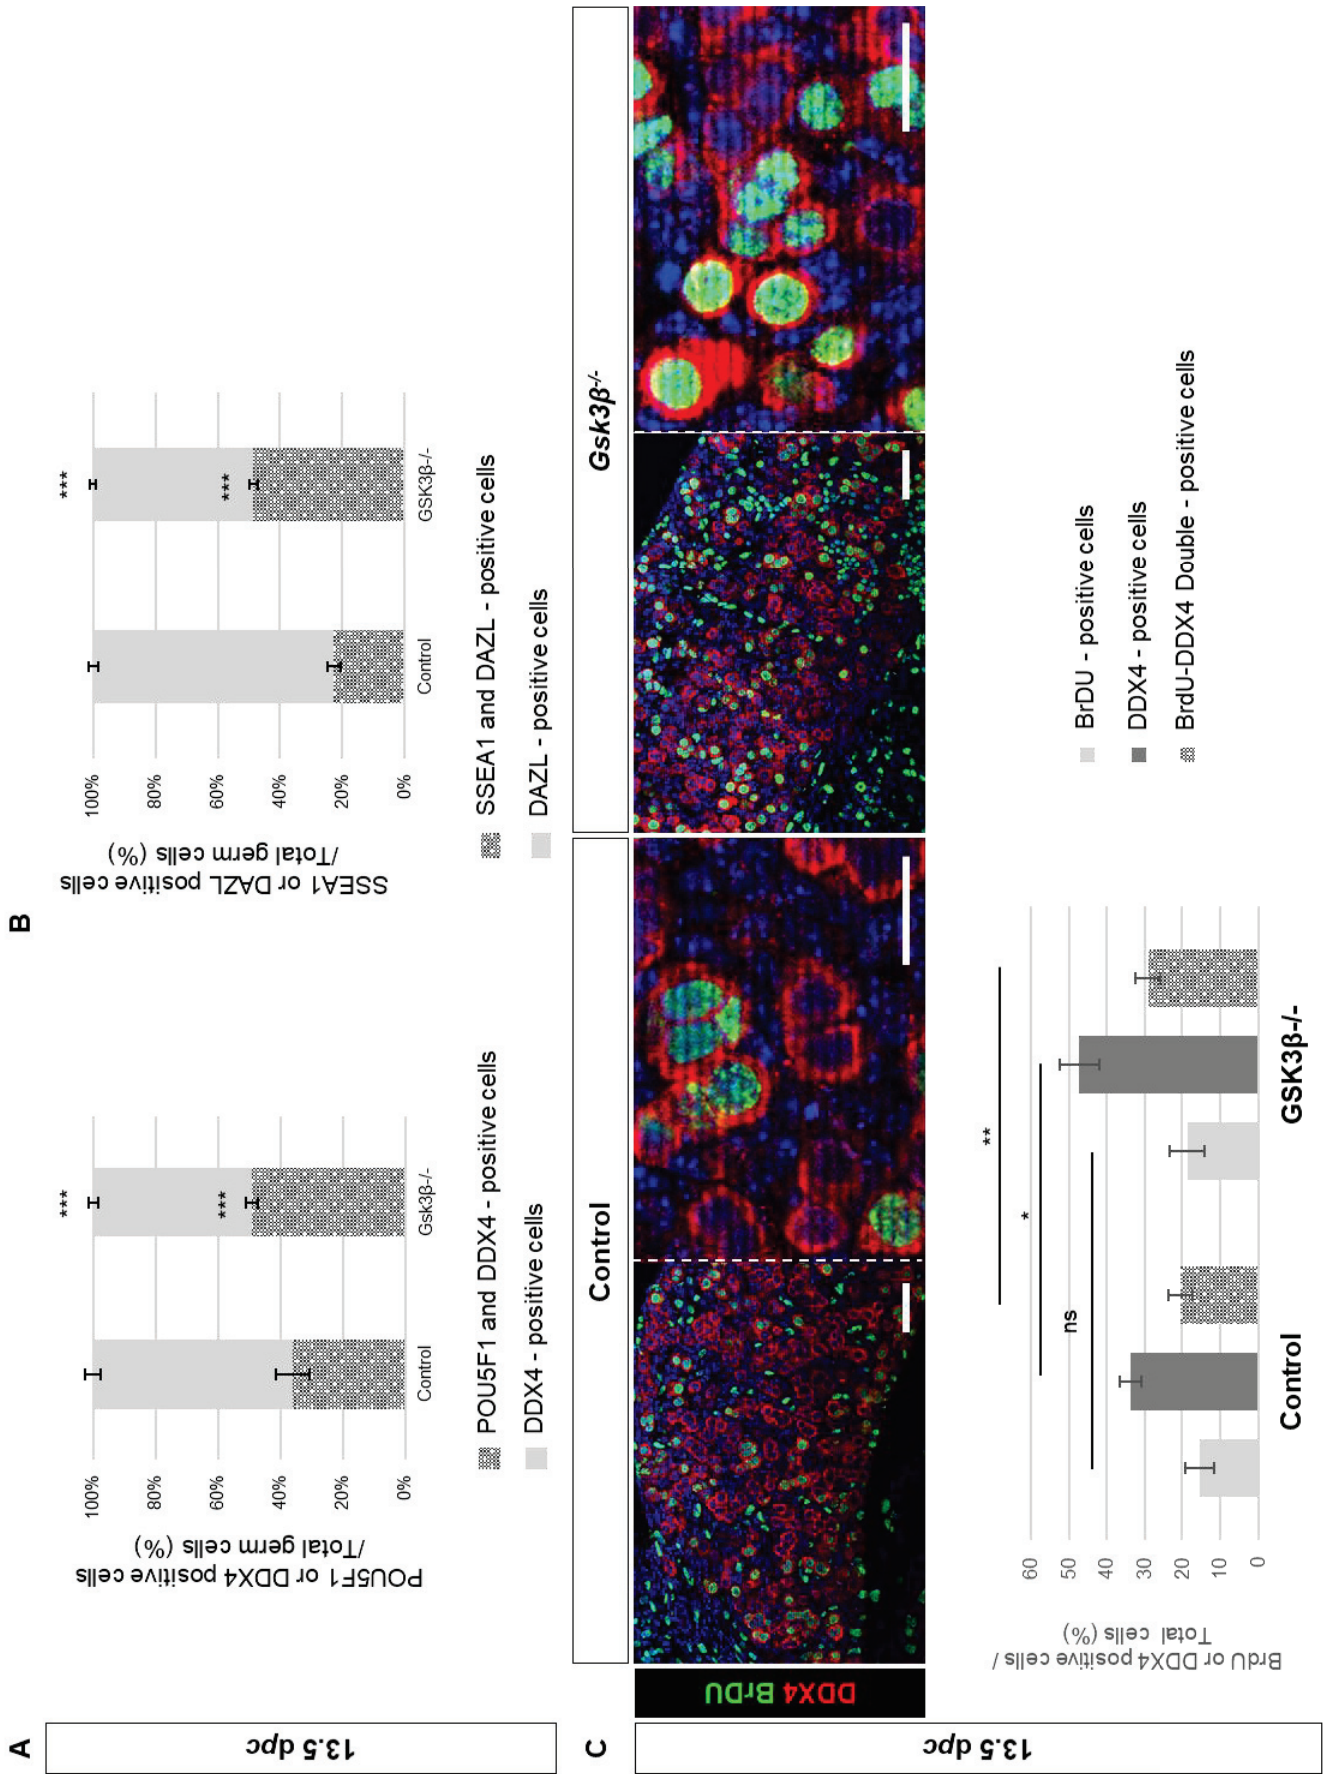 A
13.5 dpc
POU5F1 or DDX4 positive cells
/Total germ cells (%)
100%
80%
60%
40%
20%
0%
***
***
Control
Gsk3β-/-
POU5F1 and DDX4 - positive cells
DDX4 - positive cells
B
SSEA1 or DAZL positive cells
/Total germ cells (%)
100%
80%
60%
40%
20%
0%
***
***
Control
GSK3β-/-
SSEA1 and DAZL - positive cells
DAZL - positive cells
C
13.5 dpc
DDX4 BrDU
Control
Gsk3β-/-
BrdU or DDX4 positive cells /
Total cells (%)
60
50
40
30
20
10
0
**
*
ns
Control
GSK3β-/-
BrDU - positive cells
DDX4 - positive cells
BrdU-DDX4 Double - positive cells